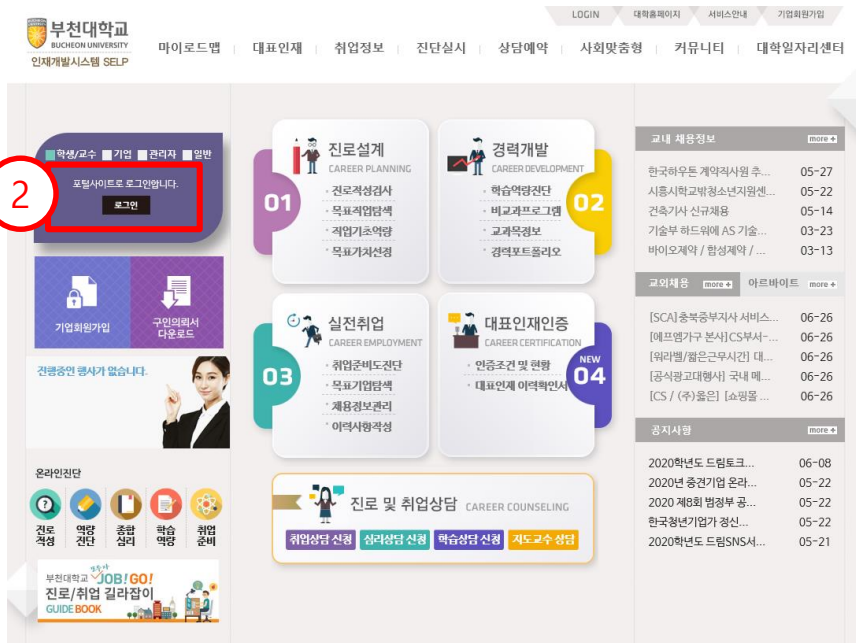 LOGIN 대학홈페이지 서비스안내 기업회원가입
부천대학교
BUCHEON UNIVERSITY
인재개발시스템 SELP
마이로드맵 대표인재 취업정보 진단실시 상담예약 사회맞춤형 커뮤니티 대학일자리센터
학생/교수 기업 관리자 일반
2
포털사이트로 로그인합니다.
로그인
기업회원가입
구인의뢰서
다운로드
진행중인 행사가 없습니다.
온라인진단
진로
적성
역량
진단
종합
심리
학습
역량
취업
준비
부천대학교 JOB! GO!
진로/취업 길라잡이
GUIDE BOOK
01
진로설계
CAREER PLANNING
· 진로적성검사
· 목표직업탐색
· 직업기초역량
· 목표가치선정
02
경력개발
CAREER DEVELOPMENT
· 학습역량진단
· 비교과프로그램
· 교과목정보
· 경력포트폴리오
03
실전취업
CAREER EMPLOYMENT
· 취업준비도진단
· 목표기업탐색
· 채용정보관리
· 이력사항작성
NEW
04
대표인재인증
CAREER CERTIFICATION
· 인증조건 및 현황
· 대표인재 이력확인서
진로 및 취업상담 CAREER COUNSELING
취업상담 신청 심리상담 신청 학습상담 신청 지도교수 상담
교내 채용정보 more +
한국하우톤 계약직사원 추... 05-27
시흥시학교밖청소년지원센... 05-22
건축기사 신규채용 05-14
기술부 하드웨어 AS 기술... 03-23
바이오제약 / 합성제약 / ... 03-13
교외채용 more + 아르바이트 more +
[SCA]충북중부지사 서비스... 06-26
[에프엠가구 본사]CS부서-... 06-26
[워라벨/짧은근무시간] 대... 06-26
[공식광고대행사] 국내 메... 06-26
[CS / (주)옳은] [쇼핑몰 ... 06-26
공지사항 more +
2020학년도 드림토크... 06-08
2020년 중견기업 온라... 05-22
2020 제8회 범정부 공... 05-22
한국청년기업가 정신... 05-22
2020학년도 드림SNS서... 05-21